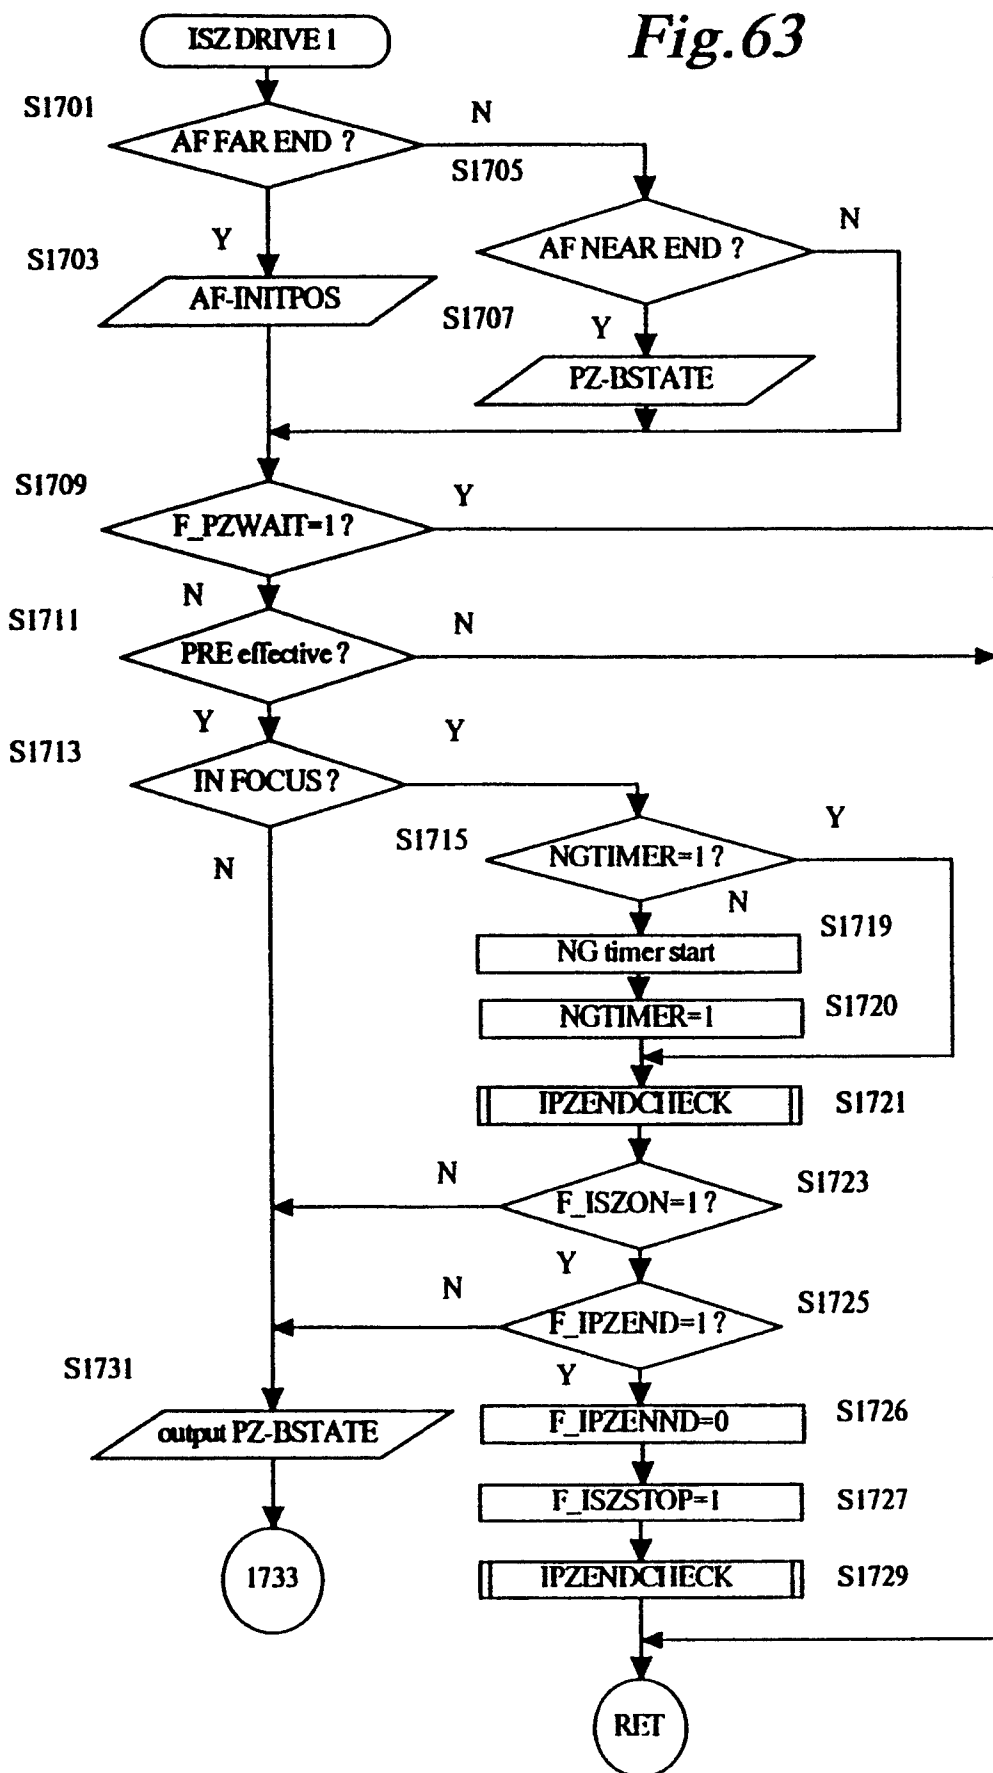 Fig.63
ISZ DRIVE 1
S1701
AF FAR END ?
N
Y
S1705
AF NEAR END ?
N
S1703
AF-INITPOS
S1707
Y
PZ-BSTATE
S1709
F_PZWAIT=1?
Y
N
S1711
PRE effective ?
N
Y
S1713
IN FOCUS ?
Y
N
S1715
NGTIMER=1 ?
Y
N
S1719
NG timer start
NGTIMER=1
S1720
IPZENDCHECK
S1721
N
F_ISZON=1 ?
S1723
Y
N
F_IPZEND=1?
S1725
Y
S1731
output PZ-BSTATE
F_IPZENND=0
S1726
F_ISZSTOP=1
S1727
1733
IPZENDCHECK
S1729
RET